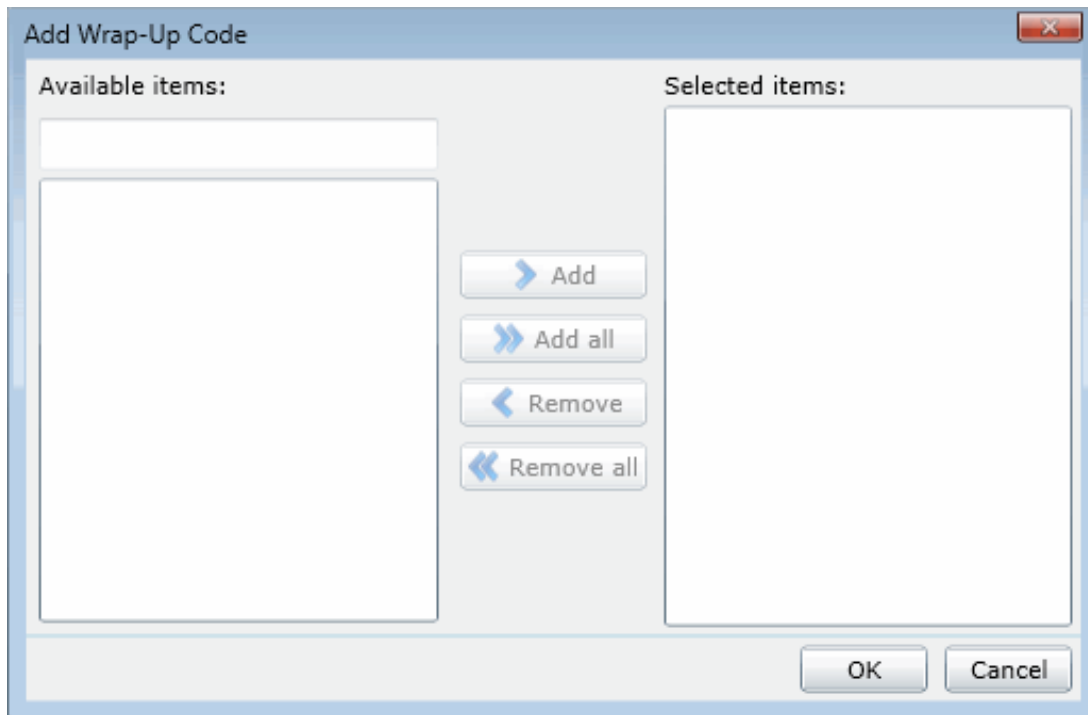 Add Wrap-Up Code
Available items:
Selected items:
Add
Add all
Remove
Remove all
OK
Cancel